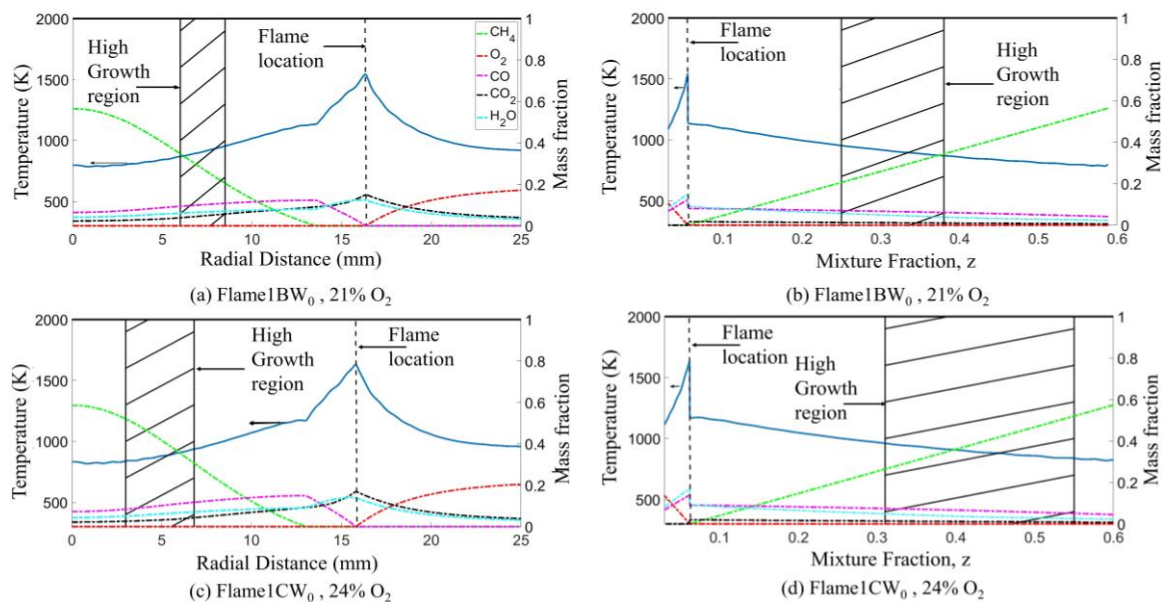 2000
1500
1000
500
Temperature (K)
High
Growth
region
Flame
location
CH4
O2
CO
CO2
H2O
1
0.8
0.6
0.4
0.2
0
Mass fraction
0 5 10 15 20 25
Radial Distance (mm)
(a) Flame1BW0 , 21% O2
2000
1500
1000
500
Temperature (K)
Flame
location
High
Growth
region
1
0.8
0.6
0.4
0.2
0
Mass fraction
0.1 0.2 0.3 0.4 0.5 0.6
Mixture Fraction, z
(b) Flame1BW0 , 21% O2
2000
1500
1000
500
Temperature (K)
High
Growth
region
Flame
location
1
0.8
0.6
0.4
0.2
0
Mass fraction
0 5 10 15 20 25
Radial Distance (mm)
(c) Flame1CW0 , 24% O2
2000
1500
1000
500
Temperature (K)
Flame
location
High
Growth
region
1
0.8
0.6
0.4
0.2
0
Mass fraction
0.1 0.2 0.3 0.4 0.5 0.6
Mixture Fraction, z
(d) Flame1CW0 , 24% O2